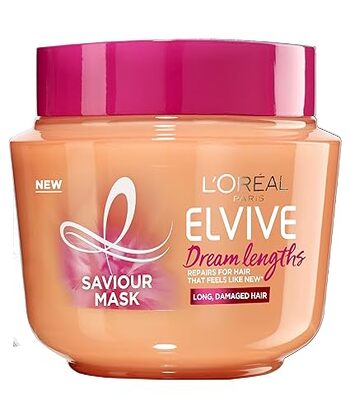 NEW
SAVIOUR
MASK
L'ORÉAL
PARIS
ELVIVE
Dream lengths
REPAIRS FOR HAIR
THAT FEELS LIKE NEW*
LONG, DAMAGED HAIR